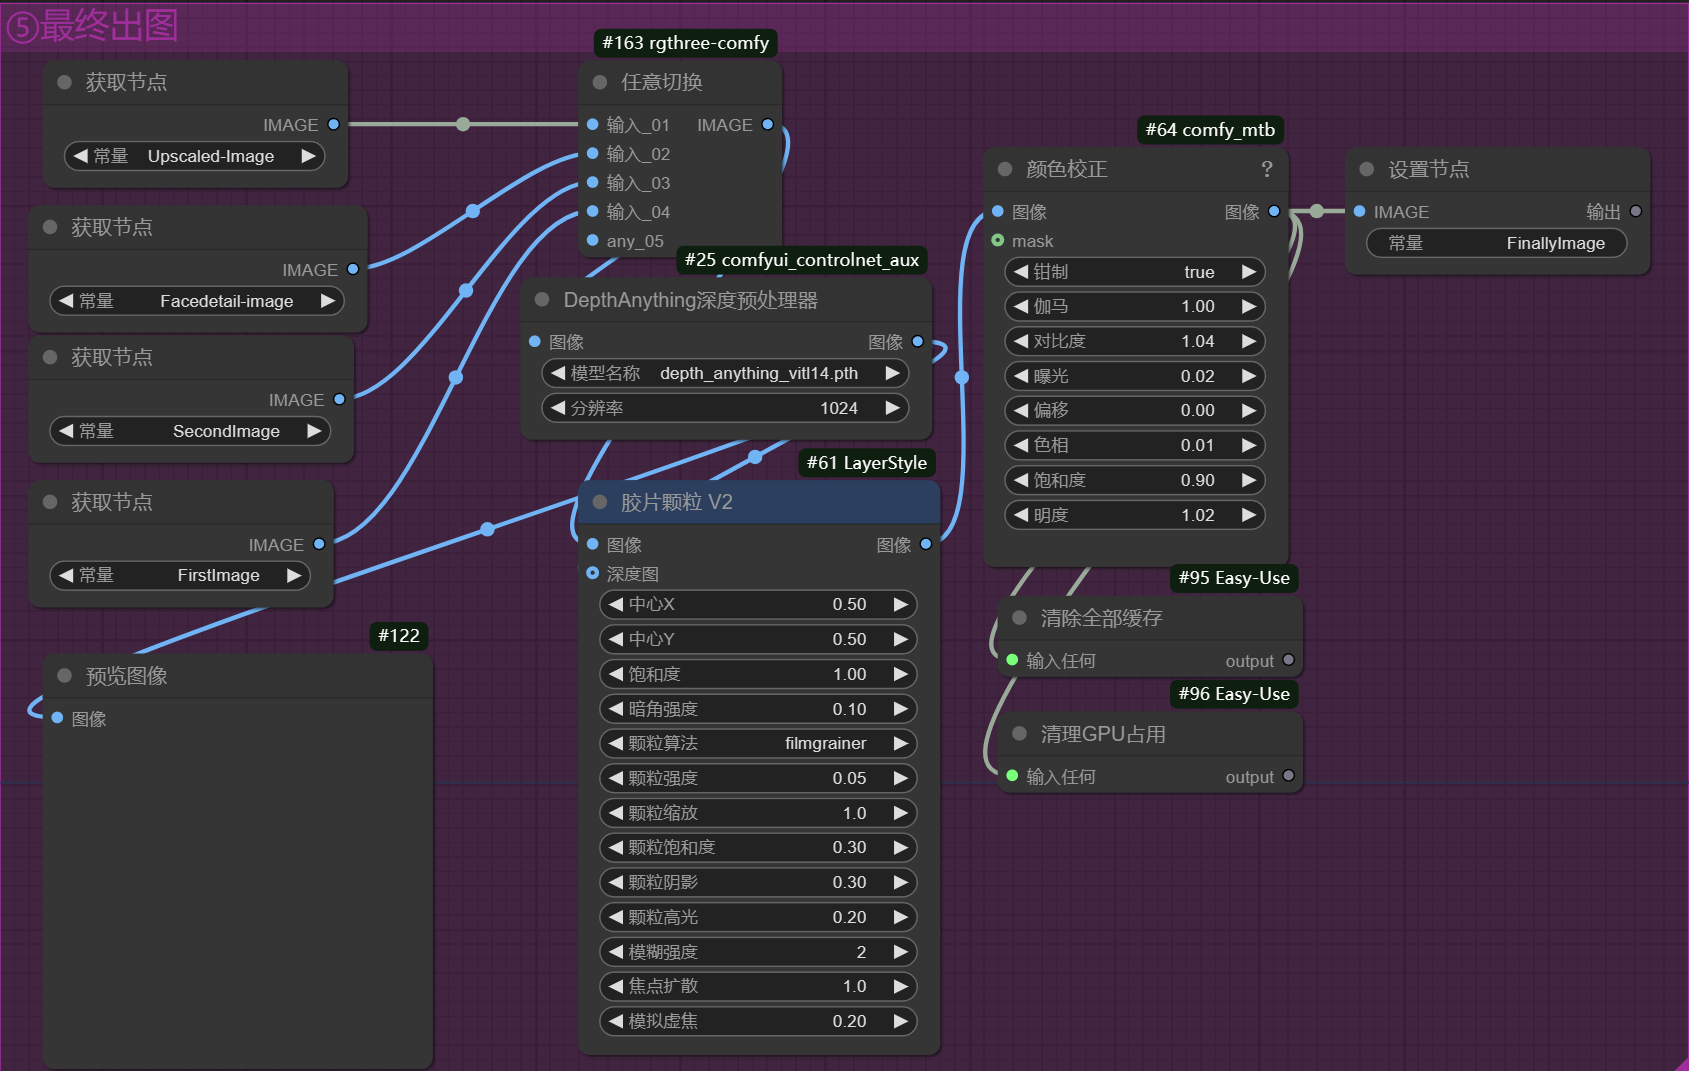 ⑤最终出图
#163 rgthree-comfy
获取节点
IMAGE
常量 Upscaled-Image
获取节点
IMAGE
常量 Facedetail-image
获取节点
IMAGE
常量 SecondImage
获取节点
IMAGE
常量 FirstImage
#122
预览图像
图像
任意切换
输入_01 IMAGE
输入_02
输入_03
输入_04
any_05
#25 comfyui_controlnet_aux
DepthAnything深度预处理器
图像 图像
模型名称 depth_anything_vitl14.pth
分辨率 1024
#61 LayerStyle
胶片颗粒 V2
图像 图像
深度图
中心X 0.50
中心Y 0.50
饱和度 1.00
暗角强度 0.10
颗粒算法 filmgrainer
颗粒强度 0.05
颗粒缩放 1.0
颗粒饱和度 0.30
颗粒阴影 0.30
颗粒高光 0.20
模糊强度 2
焦点扩散 1.0
模拟虚焦 0.20
#64 comfy_mtb
颜色校正 ?
图像 图像
mask
钳制 true
伽马 1.00
对比度 1.04
曝光 0.02
偏移 0.00
色相 0.01
饱和度 0.90
明度 1.02
#95 Easy-Use
清除全部缓存
输入任何 output
#96 Easy-Use
清理GPU占用
输入任何 output
设置节点
IMAGE 输出
常量 FinallyImage